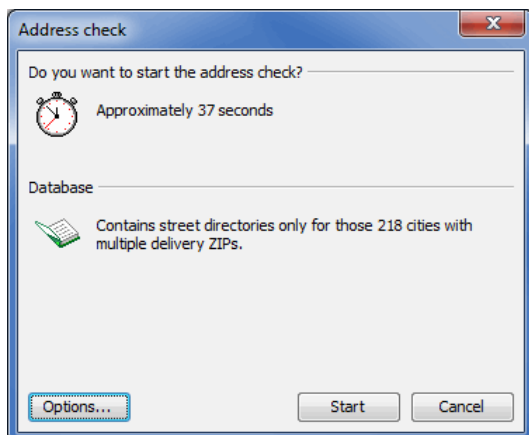 Address check
Do you want to start the address check?
Approximately 37 seconds
Database
Contains street directories only for those 218 cities with
multiple delivery ZIPs.
Options...
Start
Cancel